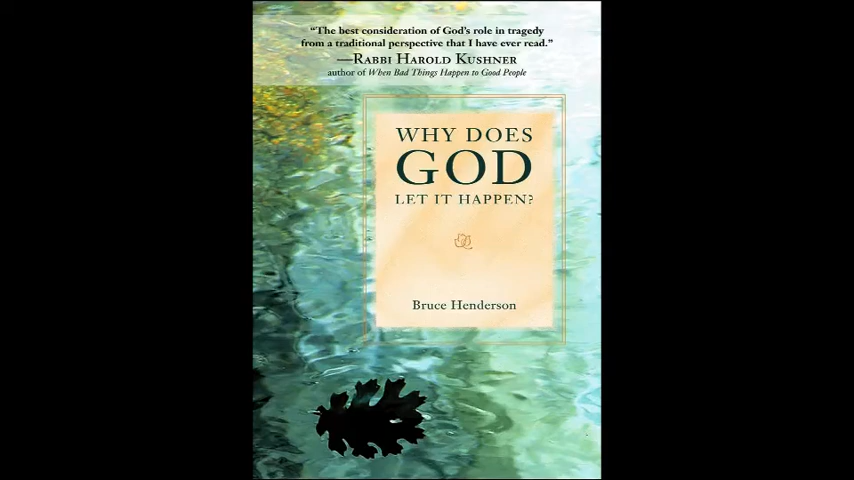 “The best consideration of God’s role in tragedy
from a traditional perspective that I have ever read.”
—Rabbi Harold Kushner
author of When Bad Things Happen to Good People
WHY DOES
GOD
LET IT HAPPEN?
Bruce Henderson